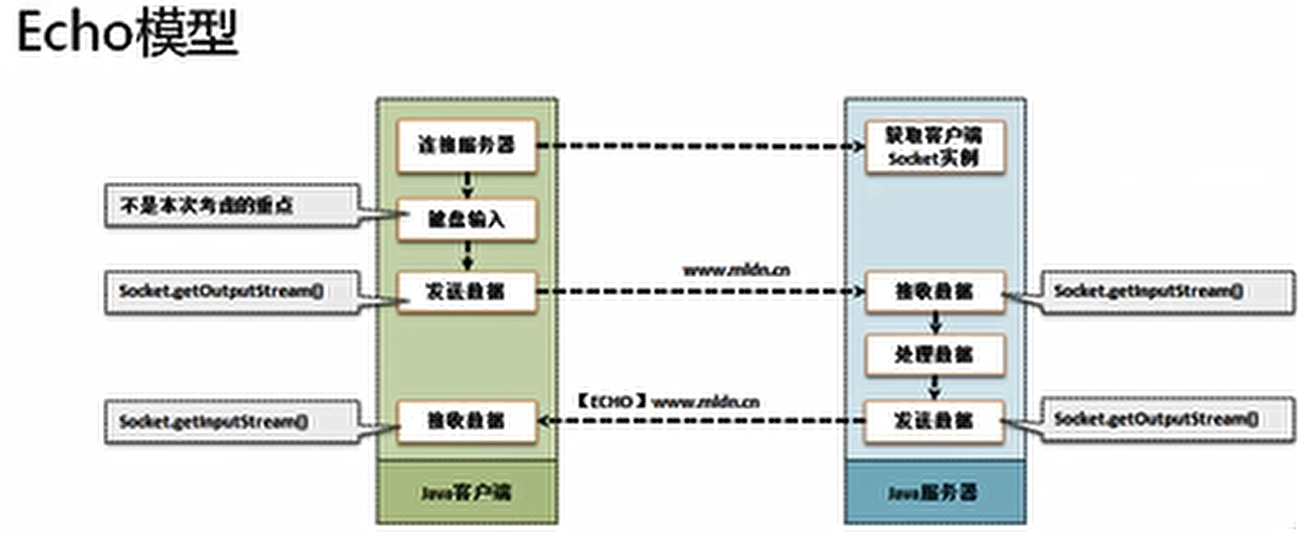 Echo模型
连接服务器
获取客户端
Socket实例
不是本次考虑的重点
键盘输入
www.mldn.cn
Socket.getOutputStream()
发送数据
接收数据
Socket.getInputStream()
处理数据
【ECHO】www.mldn.cn
Socket.getInputStream()
接收数据
发送数据
Socket.getOutputStream()
Java客户端
Java服务器